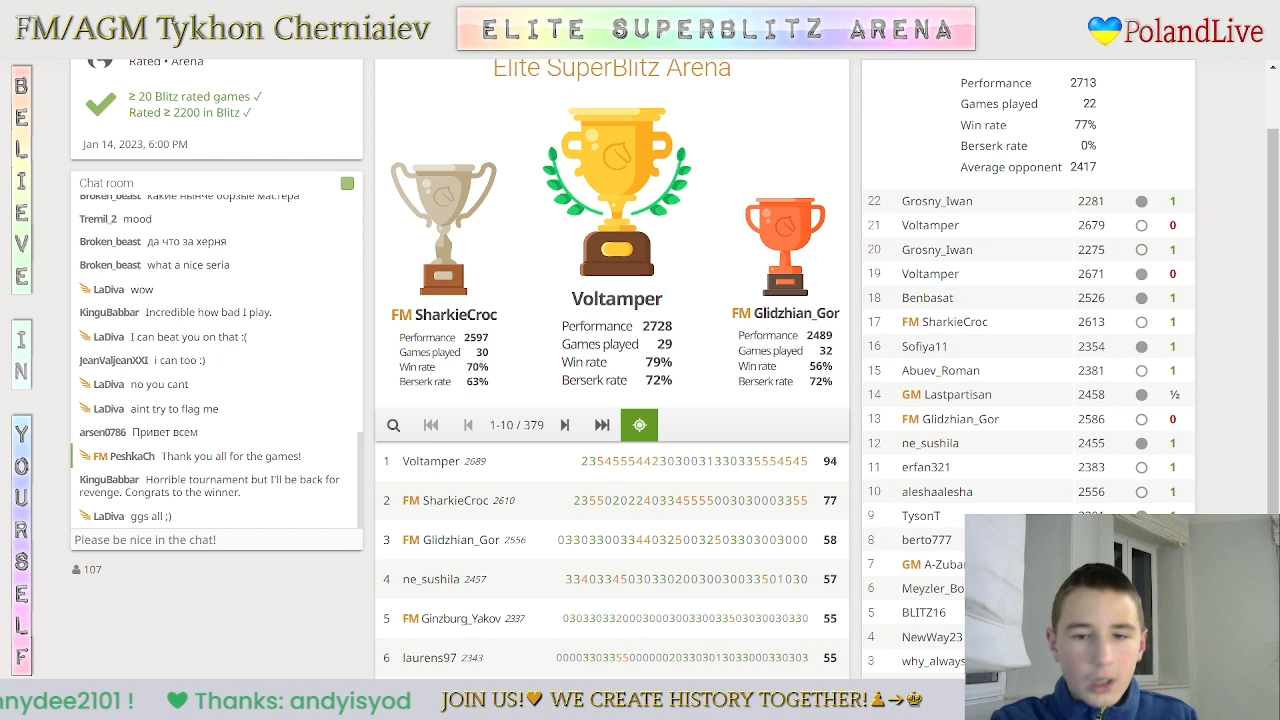 FM/AGM Tykhon Cherniaiev
ELITE SUPERBLITZ ARENA
PolandLive
BELIEVE
IN
YOURSELF
Rated • Arena
≥ 20 Blitz rated games ✓
Rated ≥ 2200 in Blitz ✓
Jan 14, 2023, 6:00 PM
Chat room
Broken_beast какие нынче борзые мастера
Tremil_2 mood
Broken_beast да что за херня
Broken_beast what a nice seria
LaDiva wow
KinguBabbar Incredible how bad I play.
LaDiva I can beat you on that :(
JeanValjeanXXI i can too :)
LaDiva no you cant
LaDiva aint try to flag me
arsen0786 Привет всем
FM PeshkaCh Thank you all for the games!
KinguBabbar Horrible tournament but I'll be back for
revenge. Congrats to the winner.
LaDiva ggs all ;)
Please be nice in the chat!
107
Elite SuperBlitz Arena
FM SharkieCroc
Performance 2597
Games played 30
Win rate 70%
Berserk rate 63%
Voltamper
Performance 2728
Games played 29
Win rate 79%
Berserk rate 72%
FM Glidzhian_Gor
Performance 2489
Games played 32
Win rate 56%
Berserk rate 72%
1-10 / 379
1 Voltamper 2689 23545554423030031330335554545 94
2 FM SharkieCroc 2610 235502022403345555003030003355 77
3 FM Glidzhian_Gor 2556 03303300334403250032503303003000 58
4 ne_sushila 2457 3340334503033020030030033501030 57
5 FM Ginzburg_Yakov 2337 55
6 laurens97 2343 55
Performance 2713
Games played 22
Win rate 77%
Berserk rate 0%
Average opponent 2417
22 Grosny_Iwan 2281 1
21 Voltamper 2679 0
20 Grosny_Iwan 2275 1
19 Voltamper 2671 0
18 Benbasat 2526 1
17 FM SharkieCroc 2613 1
16 Sofiya11 2354 1
15 Abuev_Roman 2381 1
14 GM Lastpartisan 2458 ½
13 FM Glidzhian_Gor 2586 0
12 ne_sushila 2455 1
11 erfan321 2383 1
10 aleshaalesha 2556 1
9 TysonT
8 berto777
7 GM A-Zuba
6 Meyzler_Bo
5 BLITZ16
4 NewWay23
3 why_always
nnydee2101 !
Thanks: andyisyod
JOIN US!♥ WE CREATE HISTORY TOGETHER!♟→♚